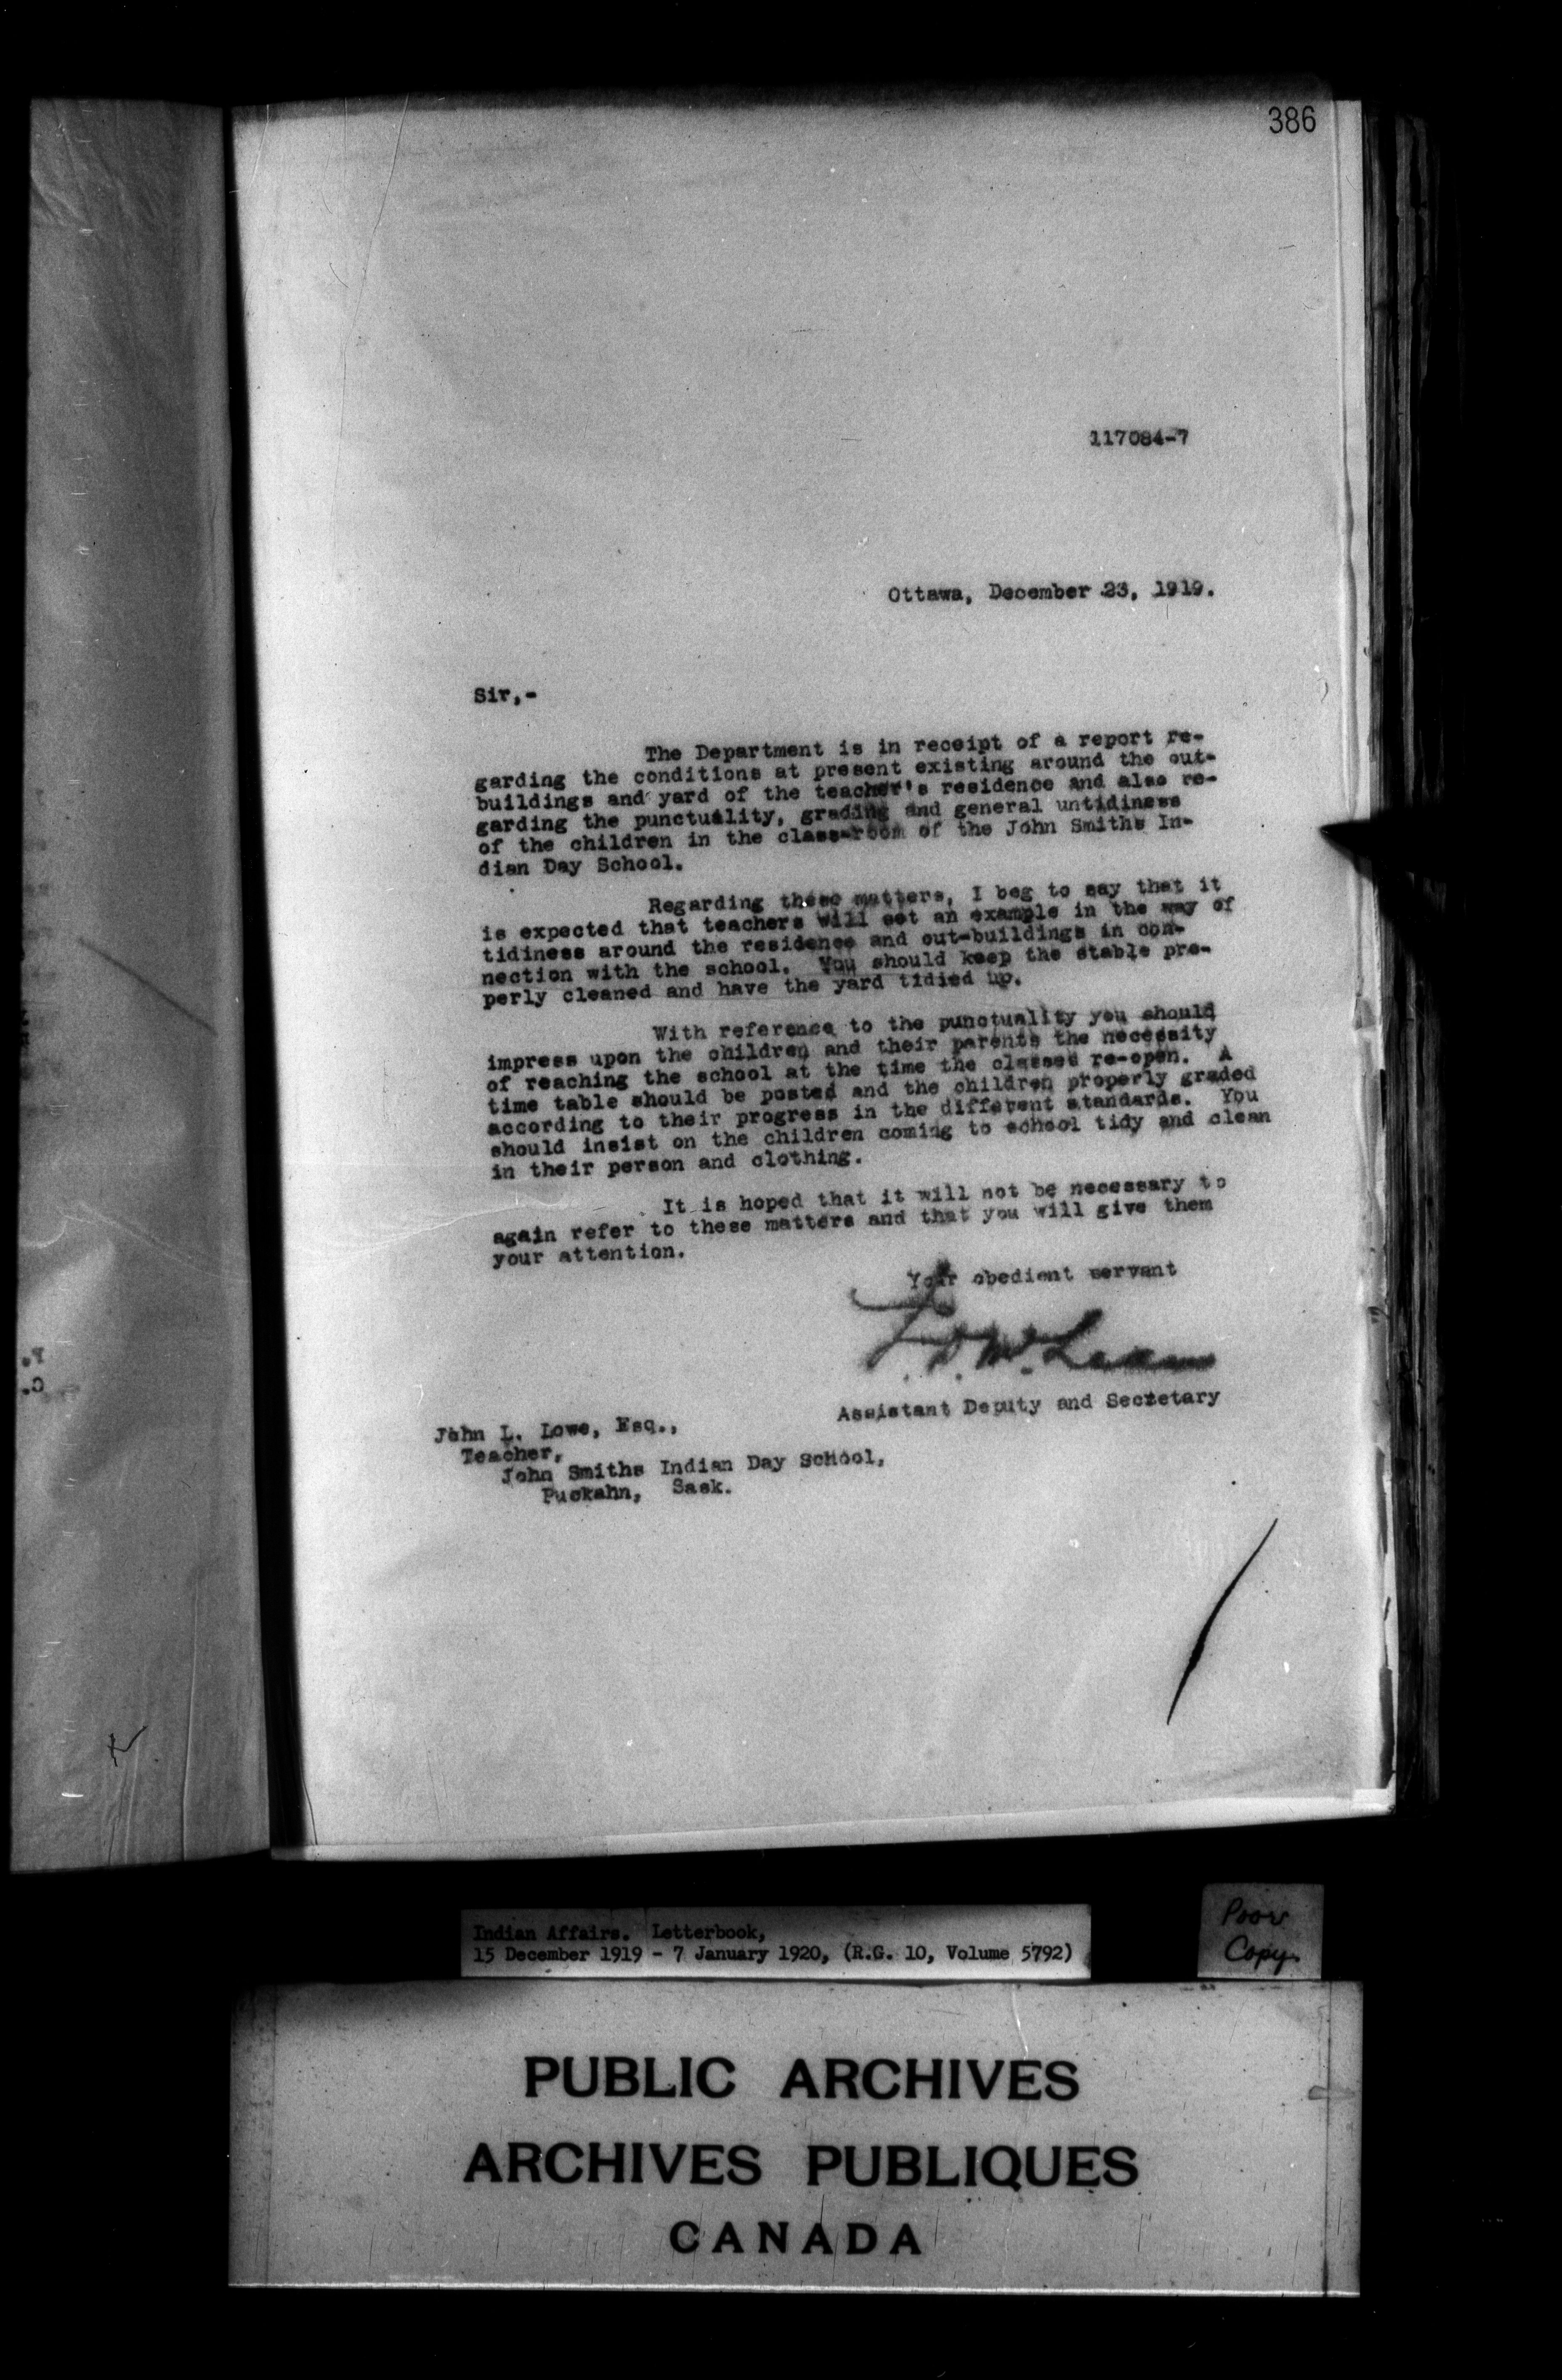 386
117084-7
Ottawa, December 23, 1919.
Sir,-
The Department is in receipt of a report re-
garding the conditions at present existing around the out-
buildings and yard of the teacher's residence and also re-
garding the punctuality, grading and general untidiness
of the children in the class-room of the John Smiths In-
dian Day School.
Regarding these matters, I beg to say that it
is expected that teachers will set an example in the way of
tidiness around the residence and out-buildings in con-
nection with the school. You should keep the stable pro-
perly cleaned and have the yard tidied up.
With reference to the punctuality you should
impress upon the children and their parents the necessity
of reaching the school at the time the classes re-open. A
time table should be posted and the children properly graded
according to their progress in the different standards. You
should insist on the children coming to school tidy and clean
in their person and clothing.
It is hoped that it will not be necessary to
again refer to these matters and that you will give them
your attention.
Your obedient servant
J. D. McLean
Assistant Deputy and Secretary
John L. Lowe, Esq.,
Teacher,
John Smiths Indian Day School,
Puckahn, Sask.
Indian Affairs. Letterbook,
15 December 1919 - 7 January 1920, (R.G. 10, Volume 5792)
Poor
Copy
PUBLIC ARCHIVES
ARCHIVES PUBLIQUES
CANADA